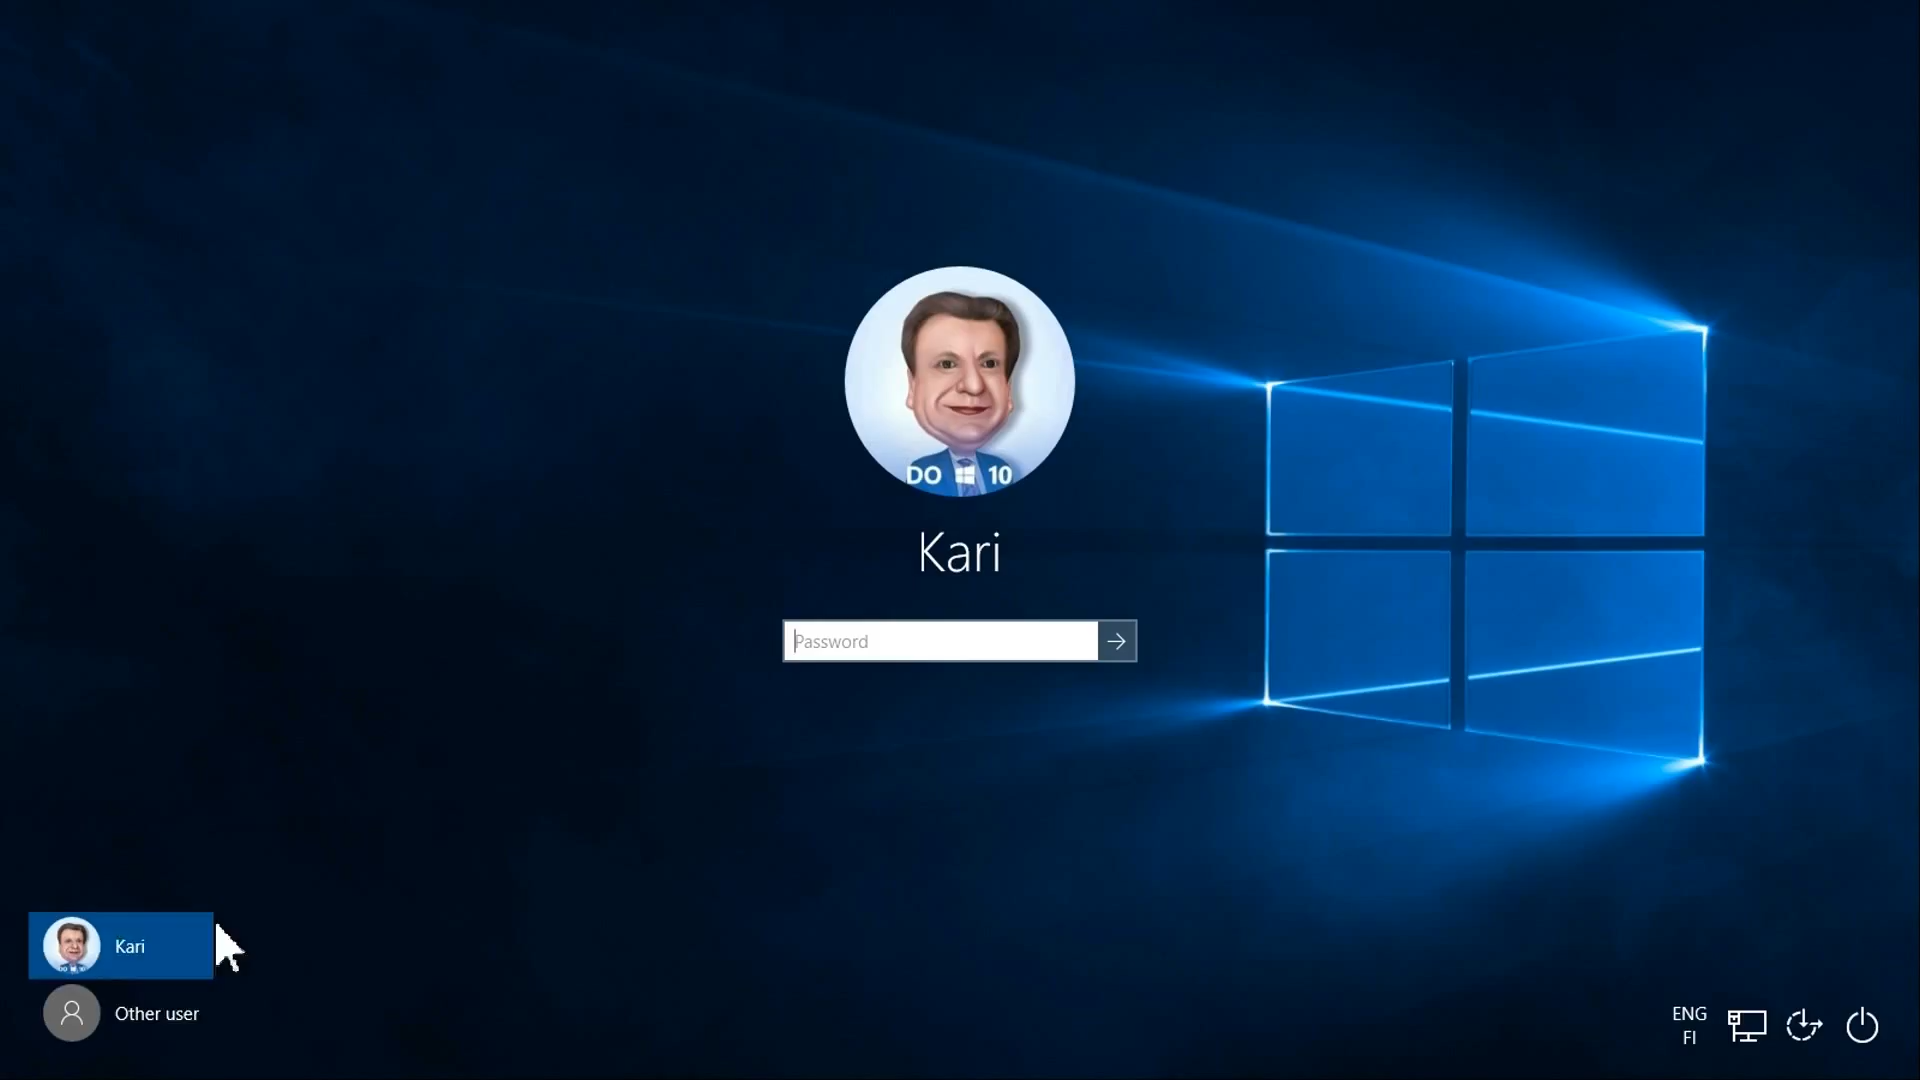 DO 10
Kari
Password
Kari
Other user
ENG
FI